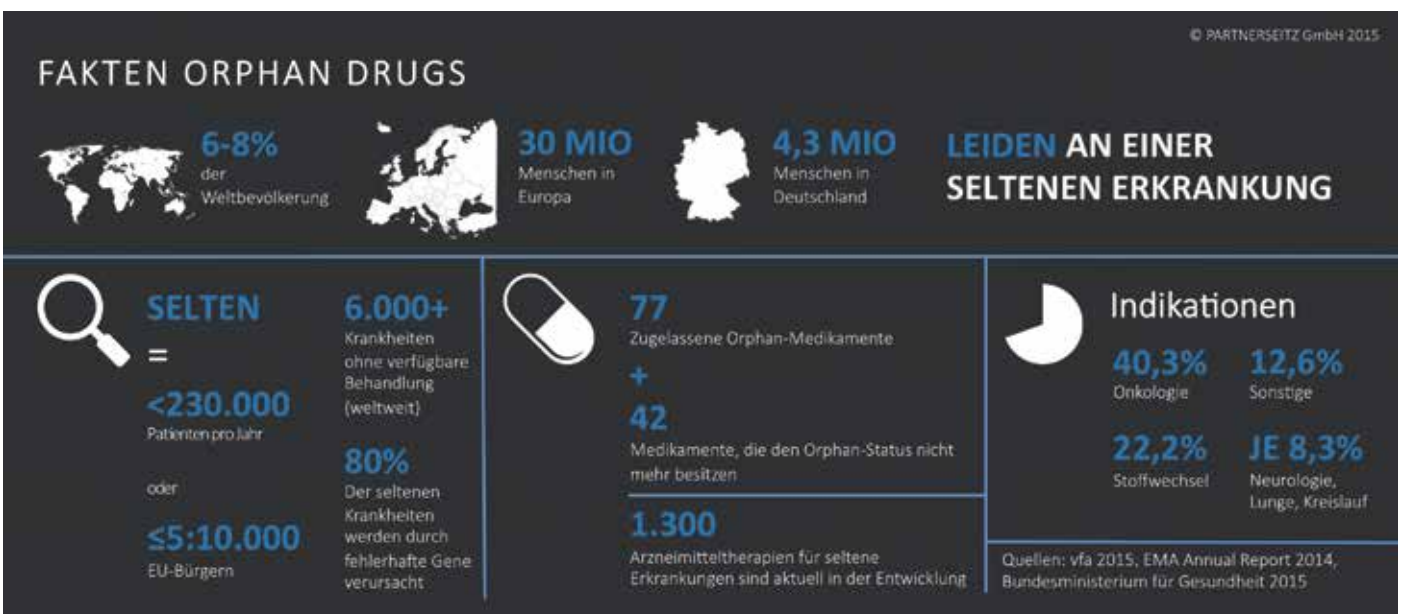 © PARTNERSEITZ GmbH 2015
FAKTEN ORPHAN DRUGS
6-8%
der
Weltbevölkerung
30 MIO
Menschen in
Europa
4,3 MIO
Menschen in
Deutschland
LEIDEN AN EINER
SELTENEN ERKRANKUNG
SELTEN
=
<230.000
Patienten pro Jahr
oder
≤5:10.000
EU-Bürgern
6.000+
Krankheiten
ohne verfügbare
Behandlung
(weltweit)
80%
Der seltenen
Krankheiten
werden durch
fehlerhafte Gene
verursacht
77
Zugelassene Orphan-Medikamente
+
42
Medikamente, die den Orphan-Status nicht
mehr besitzen
1.300
Arzneimitteltherapien für seltene
Erkrankungen sind aktuell in der Entwicklung
Indikationen
40,3%
Onkologie
12,6%
Sonstige
22,2%
Stoffwechsel
JE 8,3%
Neurologie,
Lunge, Kreislauf
Quellen: vfa 2015, EMA Annual Report 2014,
Bundesministerium für Gesundheit 2015